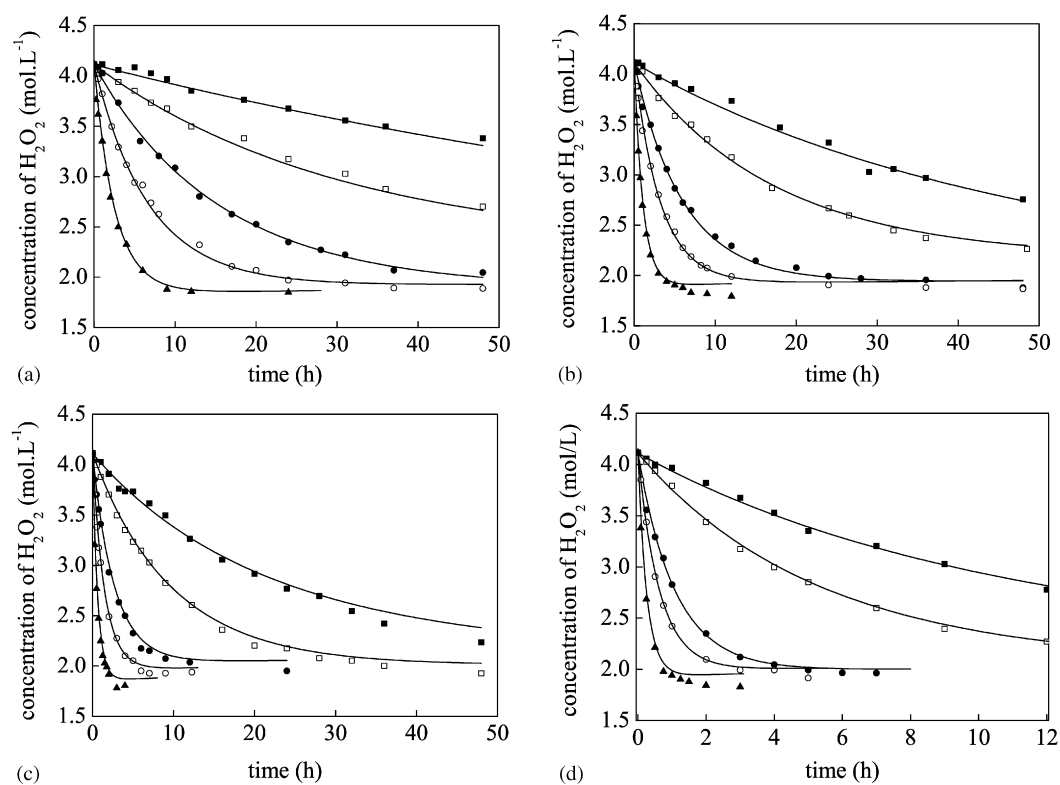 4.5 4.0 3.5 3.0 2.5 2.0 1.5
concentration of H₂O₂ (mol.L⁻¹)
0 10 20 30 40 50
time (h)
(a)
4.5 4.0 3.5 3.0 2.5 2.0 1.5
concentration of H₂O₂ (mol.L⁻¹)
0 10 20 30 40 50
time (h)
(b)
4.5 4.0 3.5 3.0 2.5 2.0 1.5
concentration of H₂O₂ (mol.L⁻¹)
0 10 20 30 40 50
time (h)
(c)
4.5 4.0 3.5 3.0 2.5 2.0 1.5
concentration of H₂O₂ (mol/L)
0 2 4 6 8 10 12
time (h)
(d)